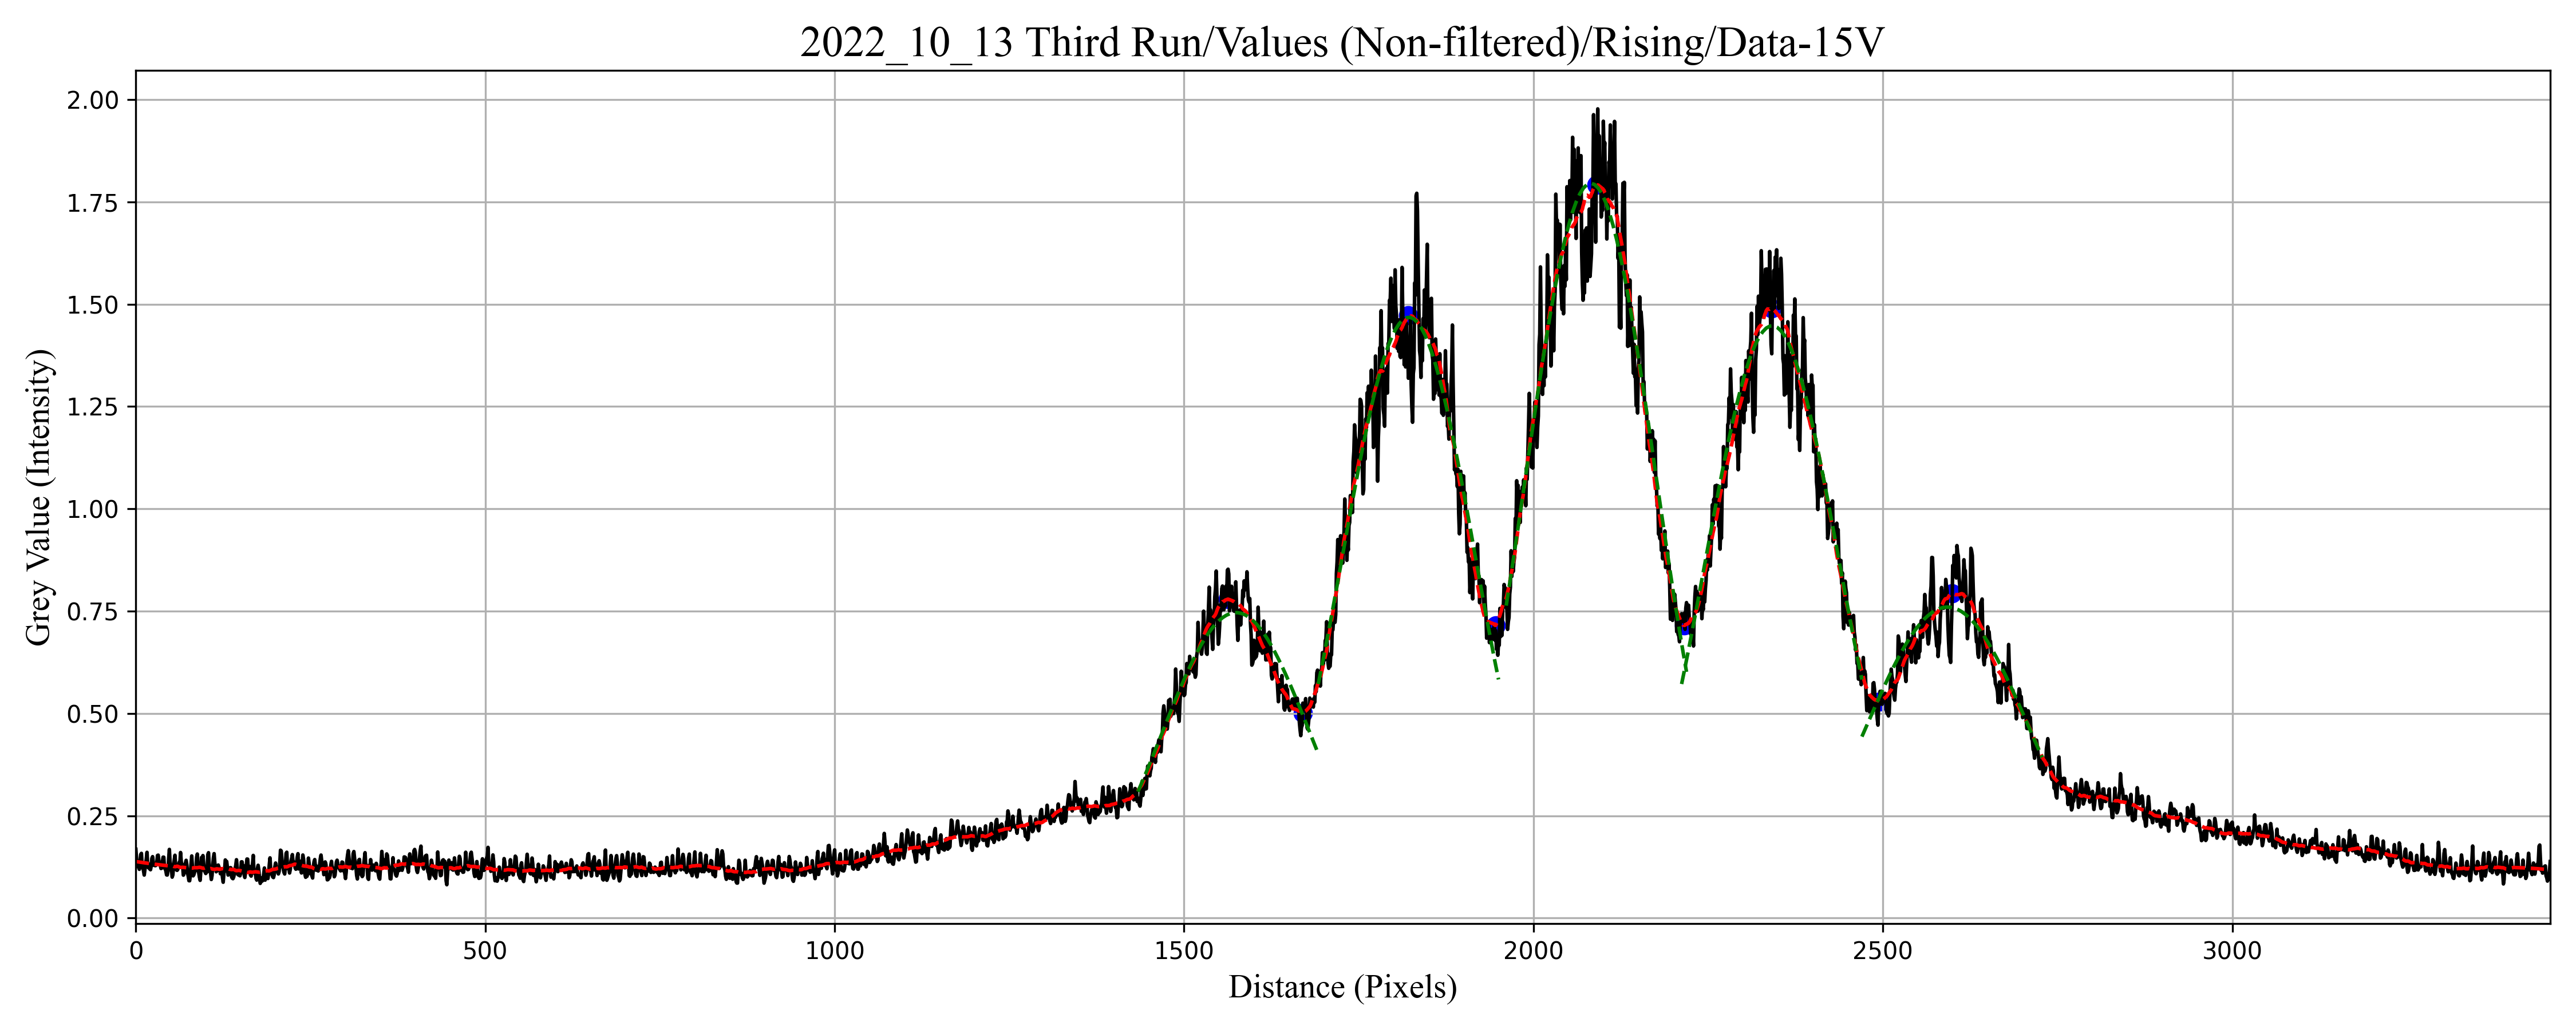 2022_10_13 Third Run/Values (Non-filtered)/Rising/Data-15V
Grey Value (Intensity)
2.00
1.75
1.50
1.25
1.00
0.75
0.50
0.25
0.00
0 500 1000 1500 2000 2500 3000
Distance (Pixels)